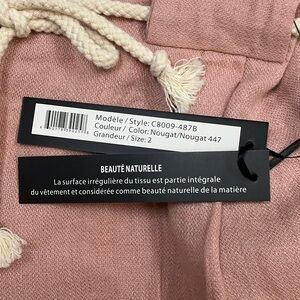 Modèle / Style: C8009-487B
Couleur / Color: Nougat/Nougat 447
Grandeur / Size: 2
BEAUTÉ NATURELLE
La surface irrégulière du tissu est partie intégrale
du vêtement et considérée comme beauté naturelle de la matière